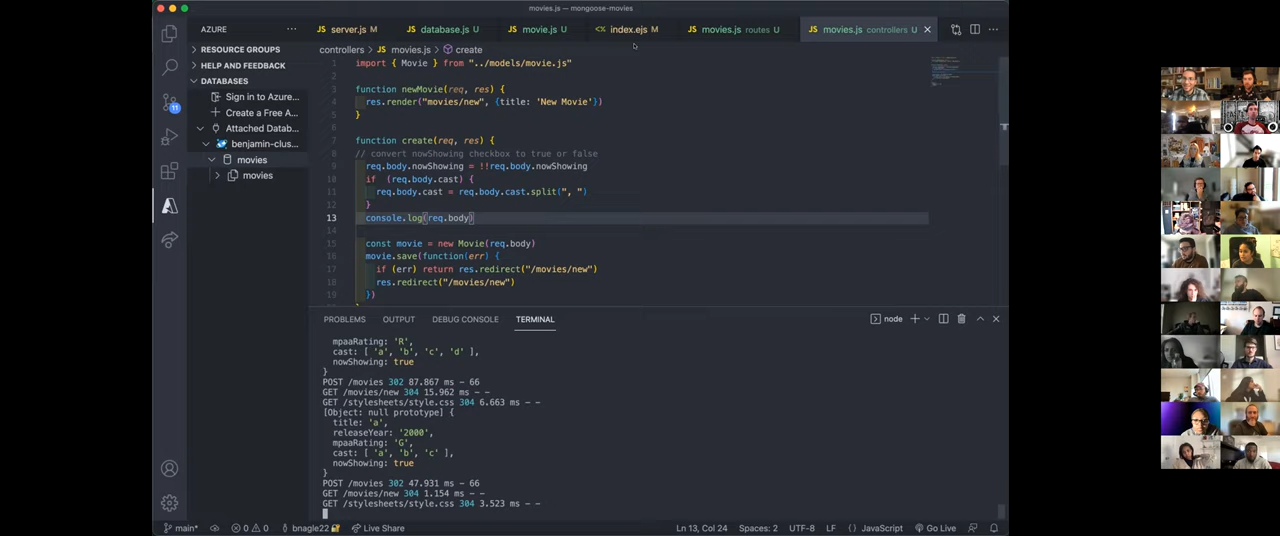 movies.js — mongoose-movies
AZURE
JS server.js M
JS database.js U
JS movie.js U
<% index.ejs M
JS movies.js routes U
JS movies.js controllers U
RESOURCE GROUPS
HELP AND FEEDBACK
DATABASES
Sign in to Azure...
Create a Free A...
Attached Datab...
benjamin-clus...
movies
movies
11
controllers > JS movies.js > create
1 import { Movie } from "../models/movie.js"
2
3 function newMovie(req, res) {
4 res.render("movies/new", {title: 'New Movie'})
5 }
6
7 function create(req, res) {
8 // convert nowShowing checkbox to true or false
9 req.body.nowShowing = !!req.body.nowShowing
10 if (req.body.cast) {
11 req.body.cast = req.body.cast.split(", ")
12 }
13 console.log(req.body)
14
15 const movie = new Movie(req.body)
16 movie.save(function(err) {
17 if (err) return res.redirect("/movies/new")
18 res.redirect("/movies/new")
19 })
PROBLEMS OUTPUT DEBUG CONSOLE TERMINAL
node
mpaaRating: 'R',
cast: [ 'a', 'b', 'c', 'd' ],
nowShowing: true
}
POST /movies 302 87.867 ms - 66
GET /movies/new 304 15.962 ms - -
GET /stylesheets/style.css 304 6.663 ms - -
[Object: null prototype] {
title: 'a',
releaseYear: '2000',
mpaaRating: 'G',
cast: [ 'a', 'b', 'c' ],
nowShowing: true
}
POST /movies 302 47.931 ms - 66
GET /movies/new 304 1.154 ms - -
GET /stylesheets/style.css 304 3.523 ms - -
main* 0 0 bnagle22 Live Share Ln 13, Col 24 Spaces: 2 UTF-8 LF JavaScript Go Live